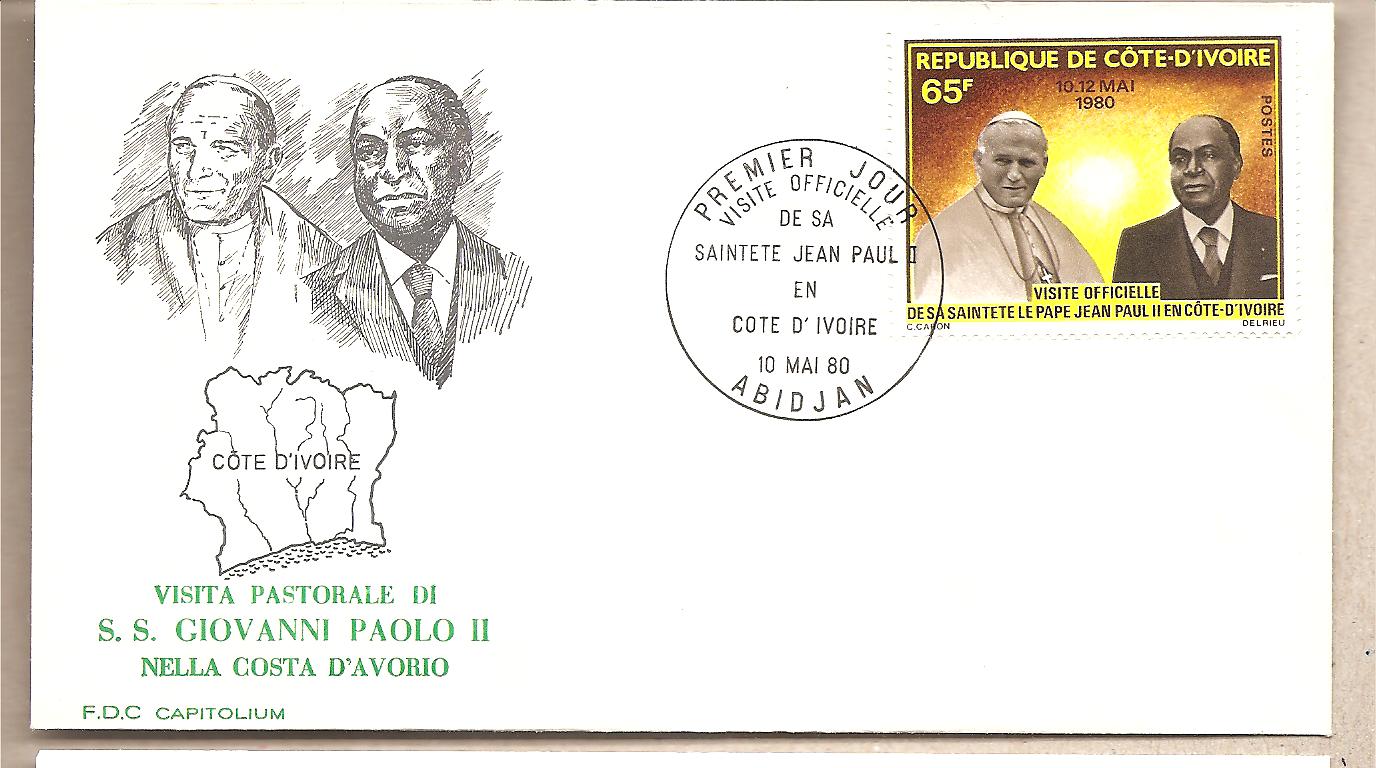 REPUBLIQUE DE CÔTE-D'IVOIRE
65F
10.12 MAI
1980
POSTES
VISITE OFFICIELLE
DE SA SAINTETE LE PAPE JEAN PAUL II EN CÔTE-D'IVOIRE
C.CARON
DELRIEU
PREMIER JOUR
VISITE OFFICIELLE
DE SA
SAINTETE JEAN PAUL II
EN
COTE D'IVOIRE
10 MAI 80
ABIDJAN
CÔTE D'IVOIRE
VISITA PASTORALE DI
S. S. GIOVANNI PAOLO II
NELLA COSTA D'AVORIO
F.D.C CAPITOLIUM